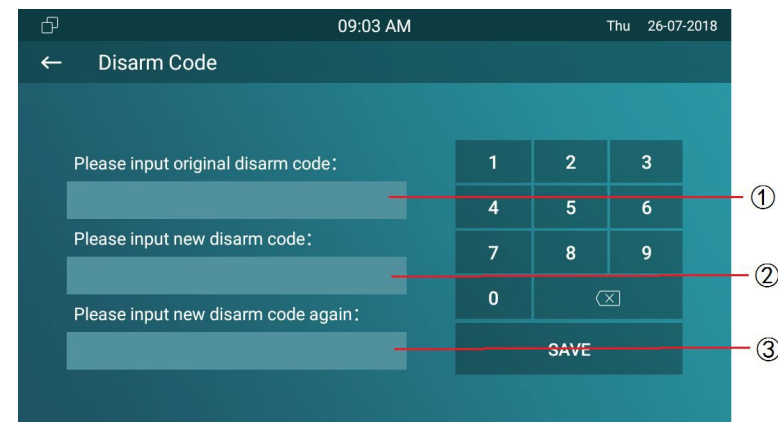 09:03 AM Thu 26-07-2018
← Disarm Code
Please input original disarm code:
Please input new disarm code:
Please input new disarm code again:
1 2 3
4 5 6
7 8 9
0
SAVE
①
②
③